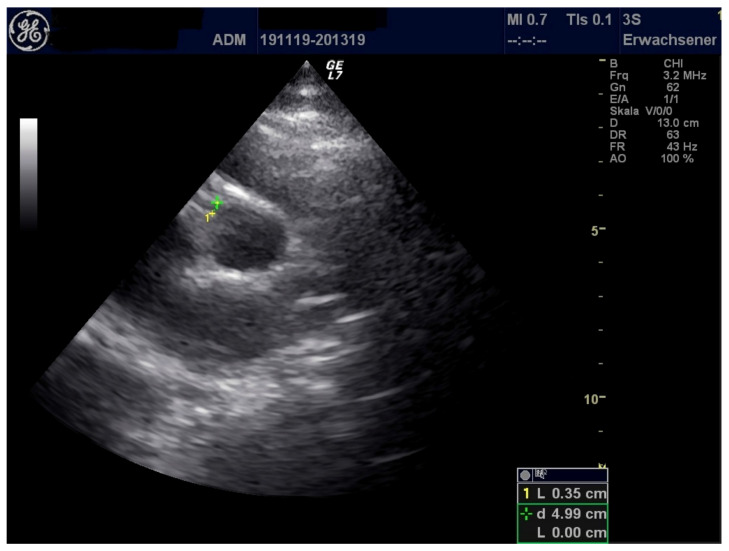 GE
MI 0.7 TIs 0.1 3S
ADM 191119-201319 --:--:-- Erwachsener
GE
L7
B CHI
Frq 3.2 MHz
Gn 62
E/A 1/1
Skala V/0/0
D 13.0 cm
DR 63
FR 43 Hz
AO 100 %
1
5
10
1 L 0.35 cm
d 4.99 cm
L 0.00 cm